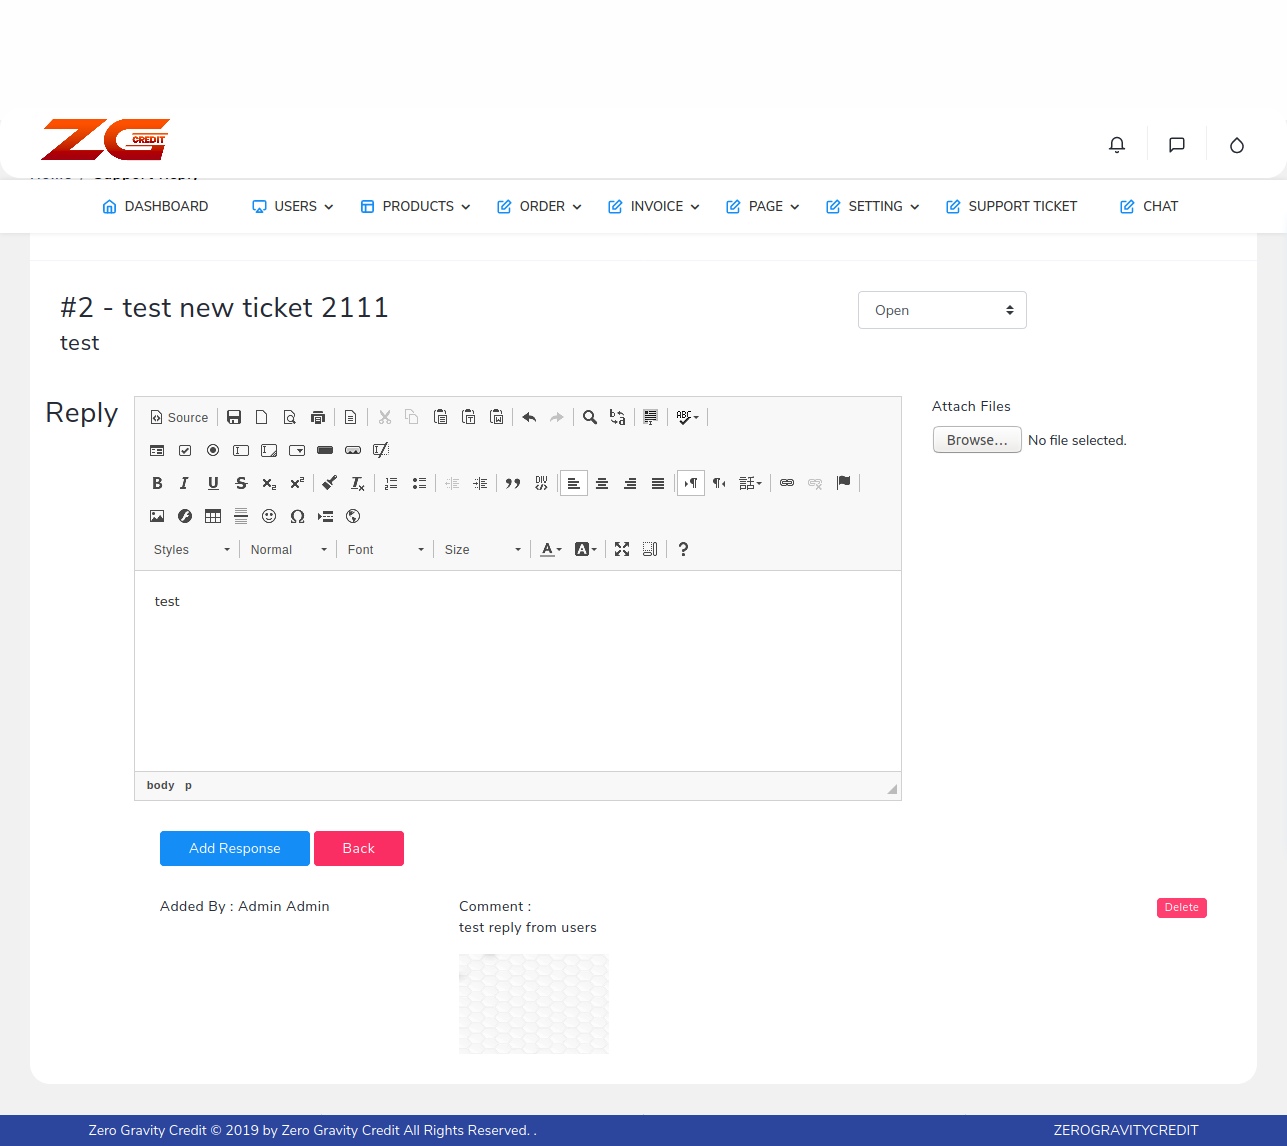 ZG CREDIT
Home / Support Reply
DASHBOARD USERS PRODUCTS ORDER INVOICE PAGE SETTING SUPPORT TICKET CHAT
#2 - test new ticket 2111
Open
test
Reply
Source
Attach Files
Browse... No file selected.
Styles Normal Font Size
test
body p
Add Response Back
Added By : Admin Admin
Comment :
Delete
test reply from users
Zero Gravity Credit © 2019 by Zero Gravity Credit All Rights Reserved. .
ZEROGRAVITYCREDIT